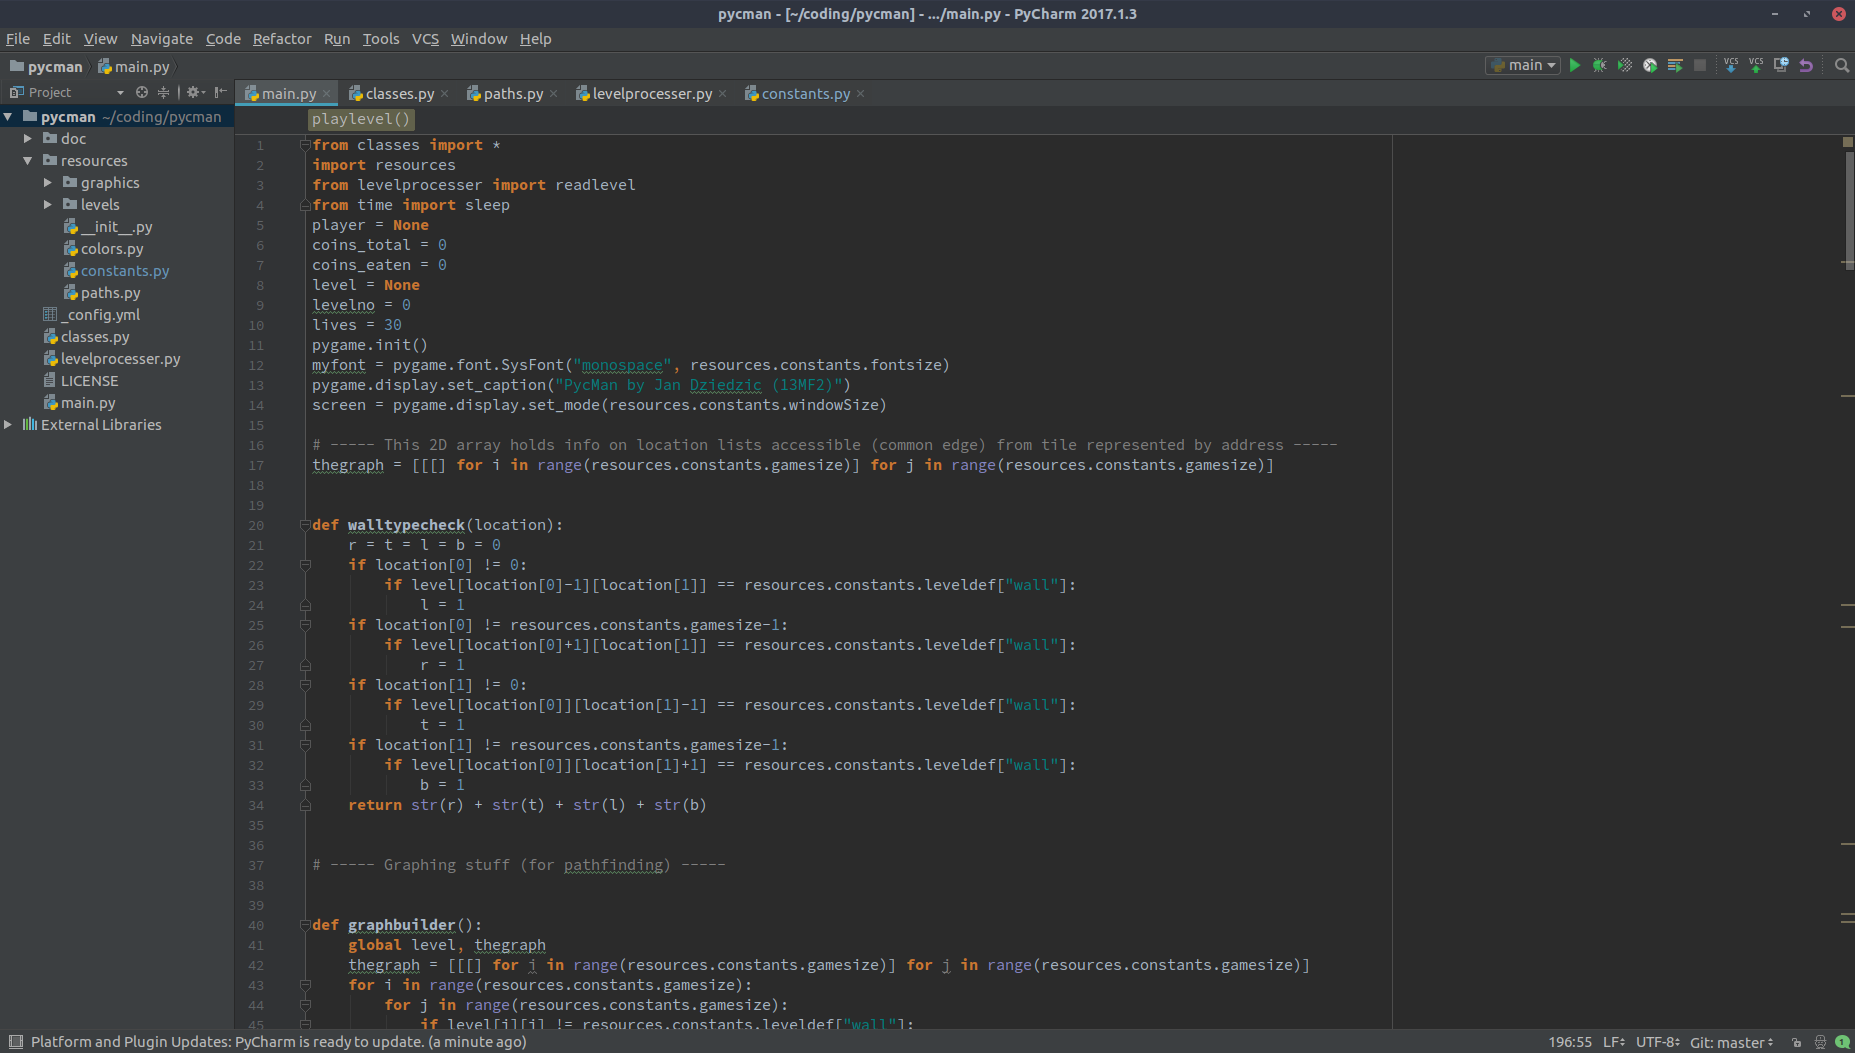 pycman - [~/coding/pycman] - .../main.py - PyCharm 2017.1.3
File Edit View Navigate Code Refactor Run Tools VCS Window Help
pycman main.py main VCS VCS
Project main.py classes.py paths.py levelprocesser.py constants.py
playlevel()
pycman ~/coding/pycman
doc
resources
graphics
levels
__init__.py
colors.py
constants.py
paths.py
_config.yml
classes.py
levelprocesser.py
LICENSE
main.py
External Libraries
1 from classes import *
2 import resources
3 from levelprocesser import readlevel
4 from time import sleep
5 player = None
6 coins_total = 0
7 coins_eaten = 0
8 level = None
9 levelno = 0
10 lives = 30
11 pygame.init()
12 myfont = pygame.font.SysFont("monospace", resources.constants.fontsize)
13 pygame.display.set_caption("PycMan by Jan Dziedzic (13MF2)")
14 screen = pygame.display.set_mode(resources.constants.windowSize)
15
16 # ----- This 2D array holds info on location lists accessible (common edge) from tile represented by address -----
17 thegraph = [[[] for i in range(resources.constants.gamesize)] for j in range(resources.constants.gamesize)]
18
19
20 def walltypecheck(location):
21     r = t = l = b = 0
22     if location[0] != 0:
23         if level[location[0]-1][location[1]] == resources.constants.leveldef["wall"]:
24             l = 1
25     if location[0] != resources.constants.gamesize-1:
26         if level[location[0]+1][location[1]] == resources.constants.leveldef["wall"]:
27             r = 1
28     if location[1] != 0:
29         if level[location[0]][location[1]-1] == resources.constants.leveldef["wall"]:
30             t = 1
31     if location[1] != resources.constants.gamesize-1:
32         if level[location[0]][location[1]+1] == resources.constants.leveldef["wall"]:
33             b = 1
34     return str(r) + str(t) + str(l) + str(b)
35
36
37 # ----- Graphing stuff (for pathfinding) -----
38
39
40 def graphbuilder():
41     global level, thegraph
42     thegraph = [[[] for i in range(resources.constants.gamesize)] for j in range(resources.constants.gamesize)]
43     for i in range(resources.constants.gamesize):
44         for j in range(resources.constants.gamesize):
45             if level[i][j] != resources.constants.leveldef["wall"]:
Platform and Plugin Updates: PyCharm is ready to update. (a minute ago) 196:55 LF UTF-8 Git: master 1